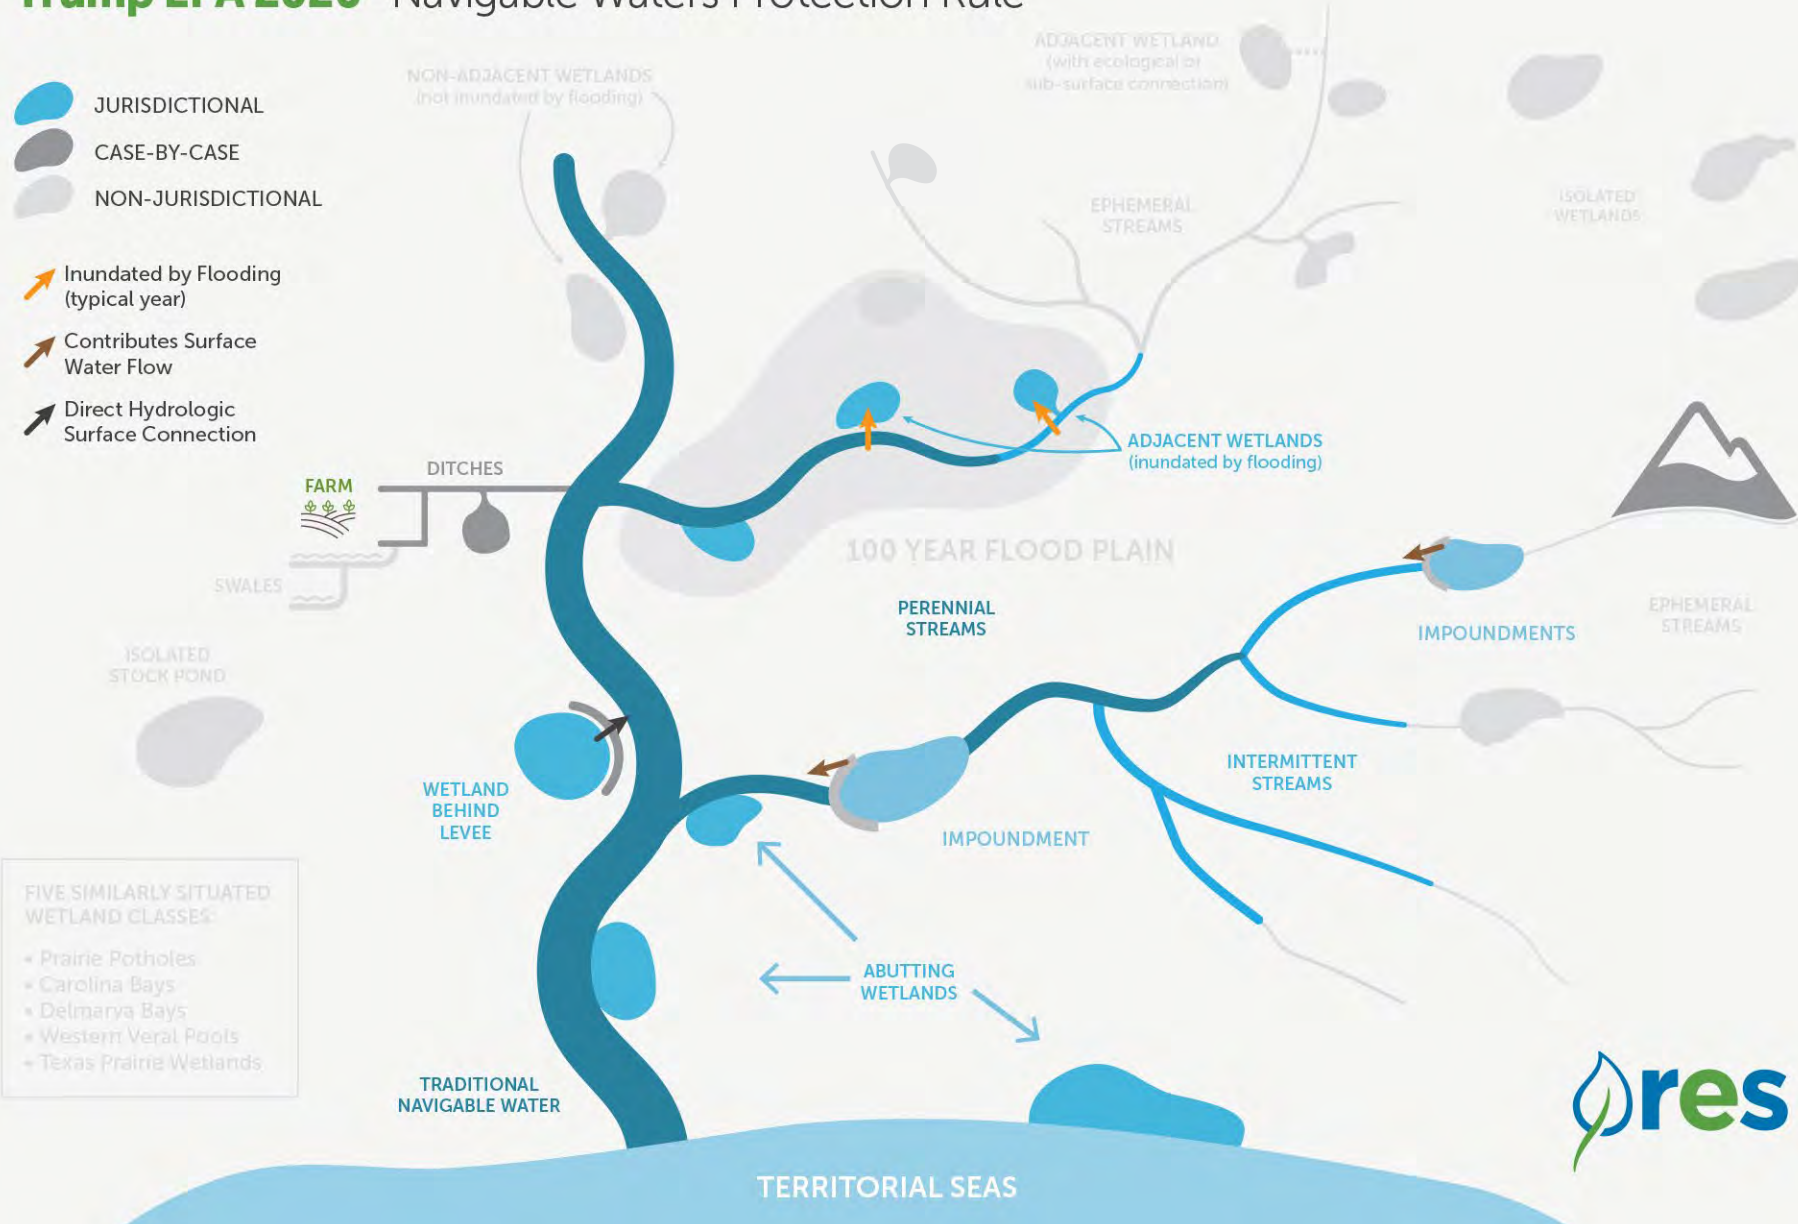 Trump EPA 2020 Navigable Waters Protection Rule
JURISDICTIONAL
CASE-BY-CASE
NON-JURISDICTIONAL
Inundated by Flooding
(typical year)
Contributes Surface
Water Flow
Direct Hydrologic
Surface Connection
NON-ADJACENT WETLANDS
(not inundated by flooding)
ADJACENT WETLAND
(with ecological or
sub-surface connection)
EPHEMERAL
STREAMS
ISOLATED
WETLANDS
ADJACENT WETLANDS
(inundated by flooding)
DITCHES
FARM
SWALES
100 YEAR FLOOD PLAIN
PERENNIAL
STREAMS
IMPOUNDMENTS
EPHEMERAL
STREAMS
ISOLATED
STOCK POND
WETLAND
BEHIND
LEVEE
INTERMITTENT
STREAMS
IMPOUNDMENT
FIVE SIMILARLY SITUATED
WETLAND CLASSES:
• Prairie Potholes
• Carolina Bays
• Delmarva Bays
• Western Veral Pools
• Texas Prairie Wetlands
ABUTTING
WETLANDS
TRADITIONAL
NAVIGABLE WATER
TERRITORIAL SEAS
res